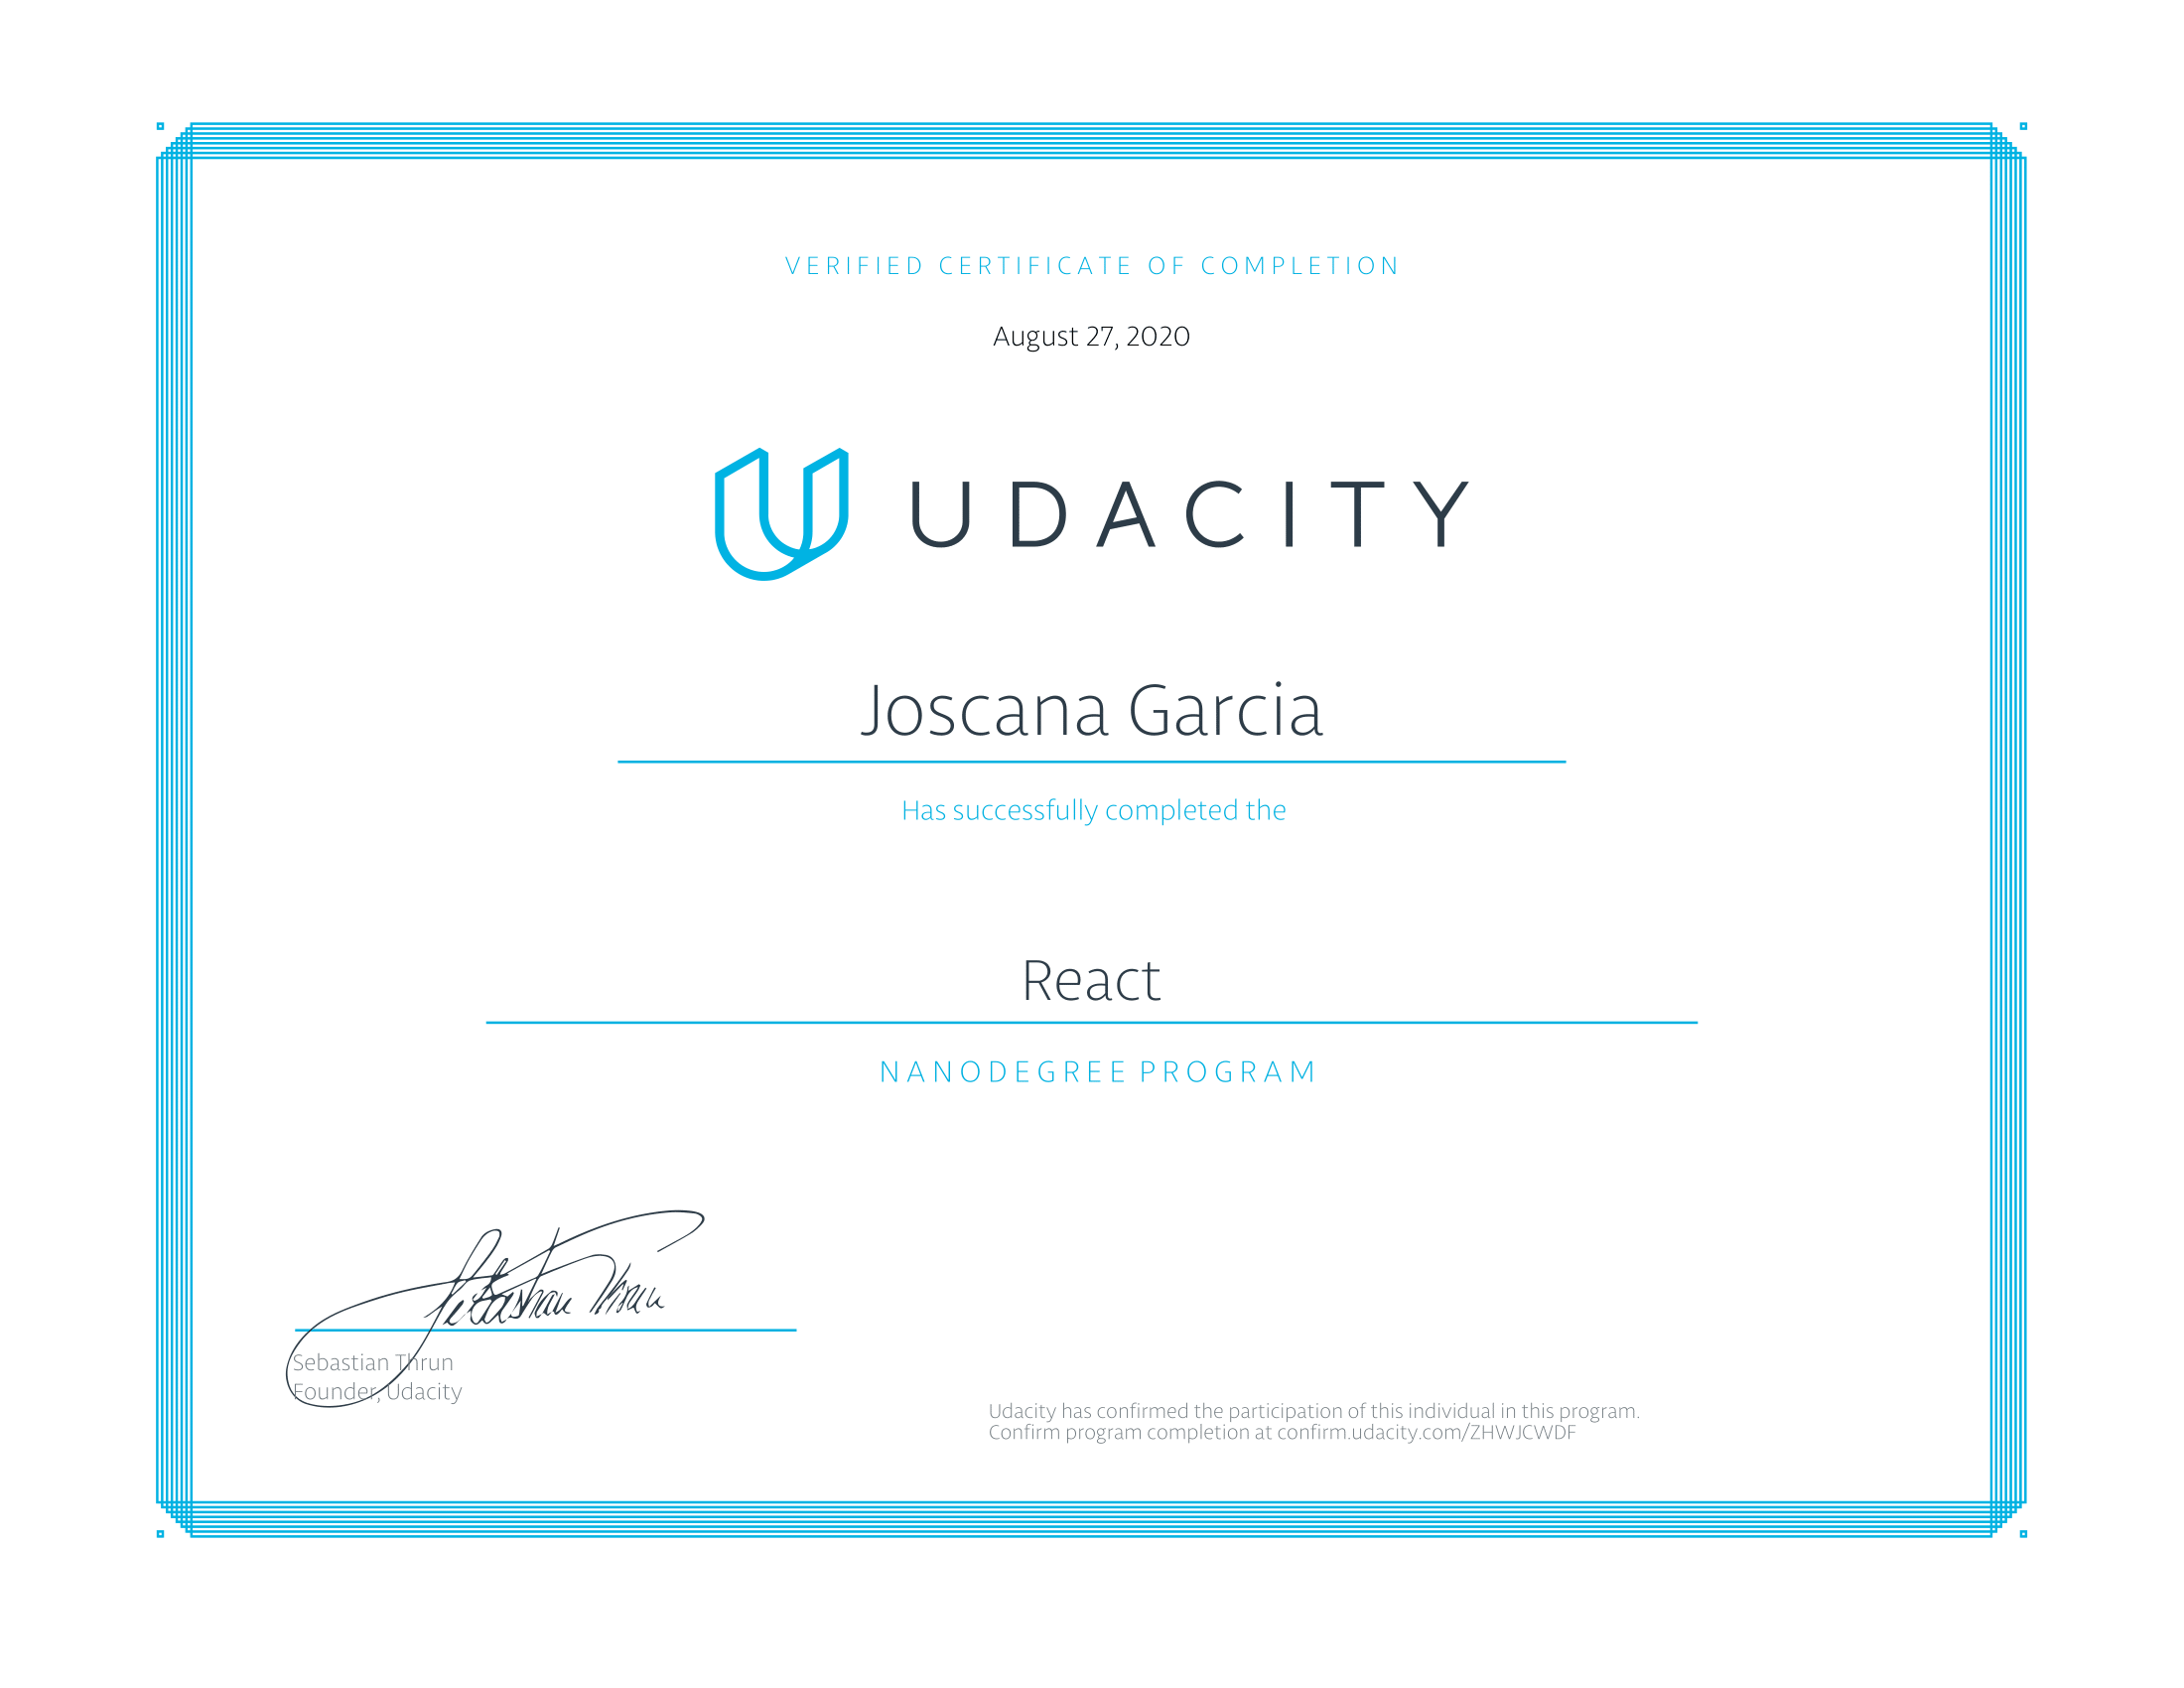 VERIFIED CERTIFICATE OF COMPLETION
August 27, 2020
UDACITY
Joscana Garcia
Has successfully completed the
React
NANODEGREE PROGRAM
Sebastian Thrun
Sebastian Thrun
Founder, Udacity
Udacity has confirmed the participation of this individual in this program.
Confirm program completion at confirm.udacity.com/ZHWJCWDF